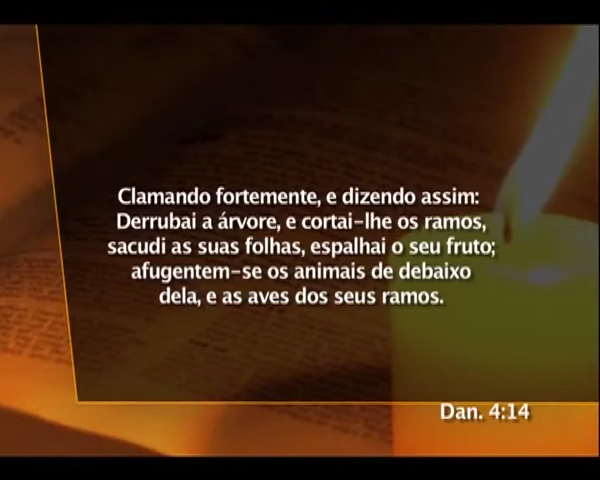 Clamando fortemente, e dizendo assim:
Derrubai a árvore, e cortai-lhe os ramos,
sacudi as suas folhas, espalhai o seu fruto;
afugentem-se os animais de debaixo
dela, e as aves dos seus ramos.
Dan. 4:14